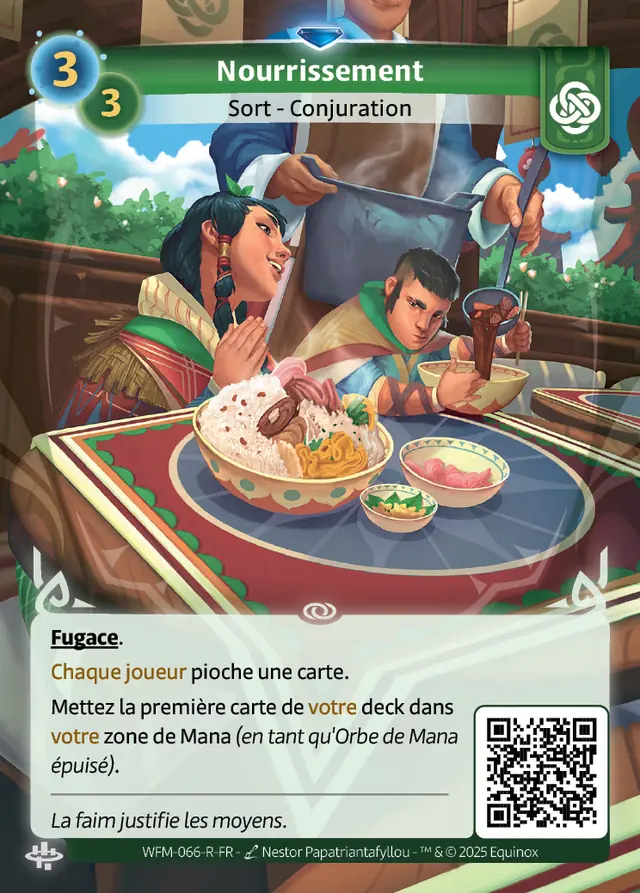 3
3
Nourrissement
Sort - Conjuration
Fugace.
Chaque joueur pioche une carte.
Mettez la première carte de votre deck dans
votre zone de Mana (en tant qu'Orbe de Mana
épuisé).
La faim justifie les moyens.
WFM-066-R-FR - Nestor Papatriantafyllou - ™ & © 2025 Equinox